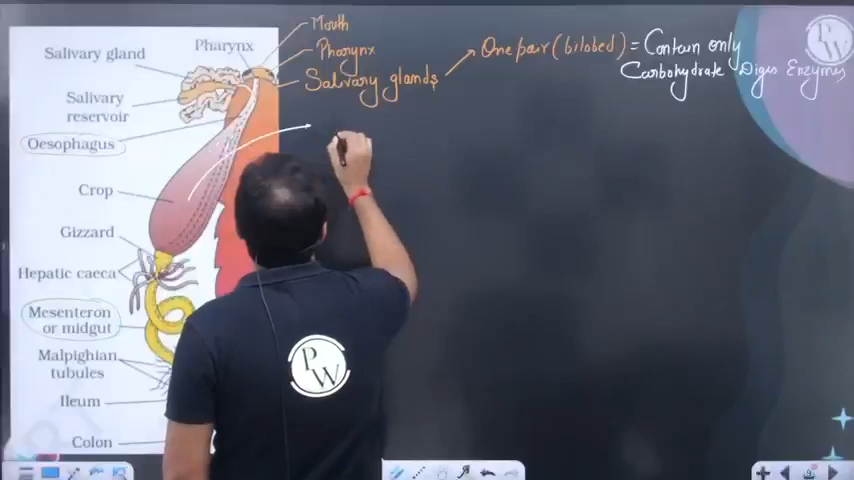 Mouth
Pharynx
Salivary glands
One pair (bilobed) = Contain only
Carbohydrate Diges Enzymes
Pharynx
Salivary gland
Salivary
reservoir
Oesophagus
Crop
Gizzard
Hepatic caeca
Mesenteron
or midgut
Malpighian
tubules
Ileum
Colon
PW
PW